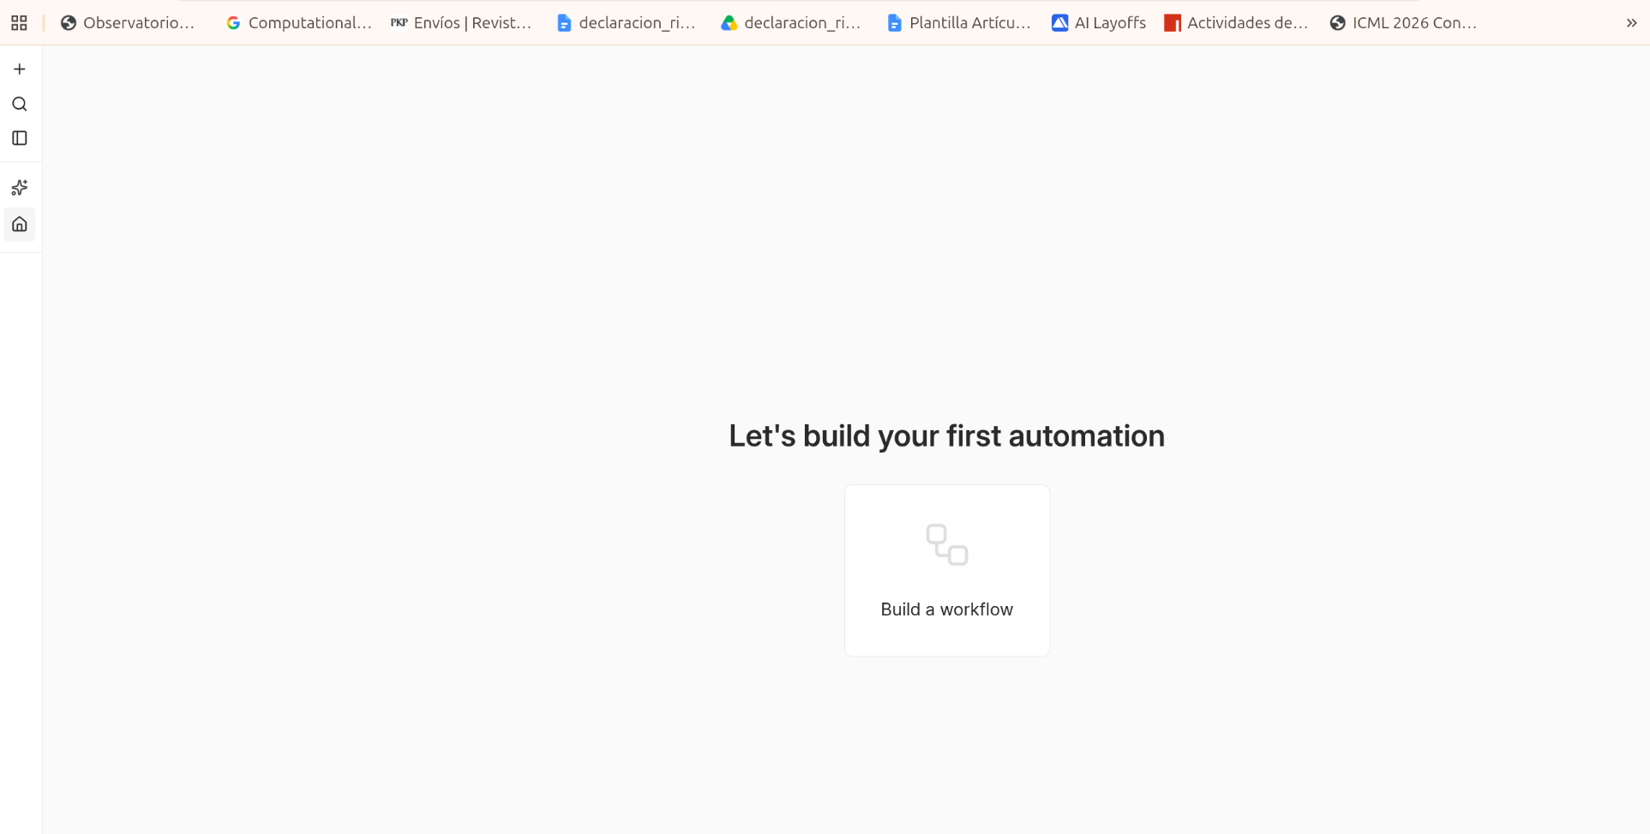 Observatorio... Computational... PKP Envíos | Revist... declaracion_ri... declaracion_ri... Plantilla Artícu... AI Layoffs Actividades de... ICML 2026 Con...
Let's build your first automation
Build a workflow